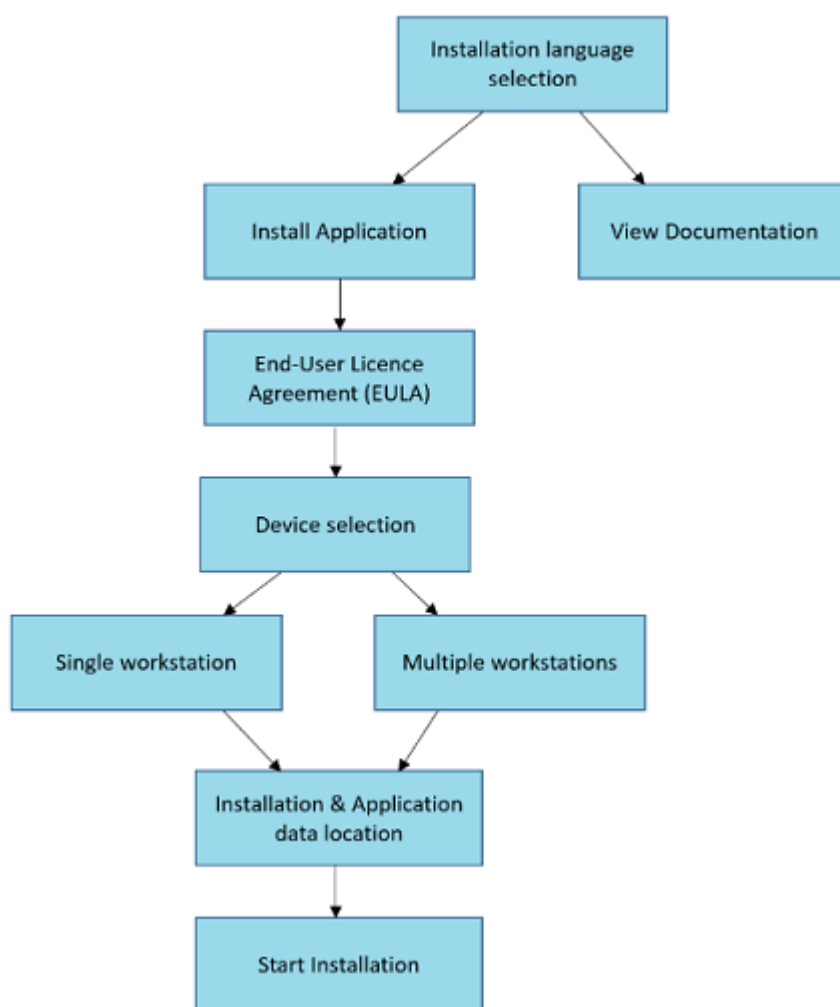 Installation language
selection
Install Application
View Documentation
End-User Licence
Agreement (EULA)
Device selection
Single workstation
Multiple workstations
Installation & Application
data location
Start Installation